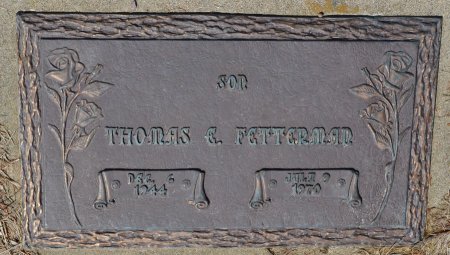 SON
THOMAS E. FETTERMAN
DEC. 6 JULY 9
1944 1970